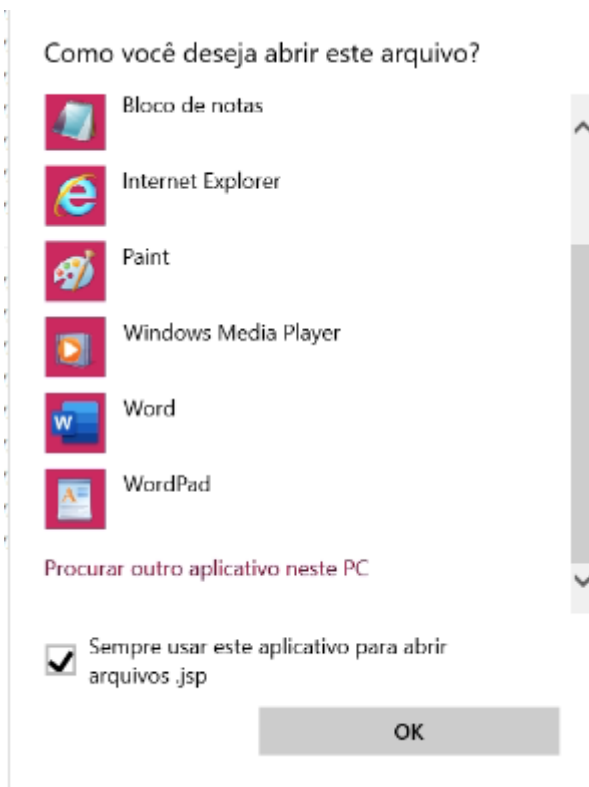 Como você deseja abrir este arquivo?
Bloco de notas
Internet Explorer
Paint
Windows Media Player
Word
WordPad
Procurar outro aplicativo neste PC
Sempre usar este aplicativo para abrir
arquivos .jsp
OK